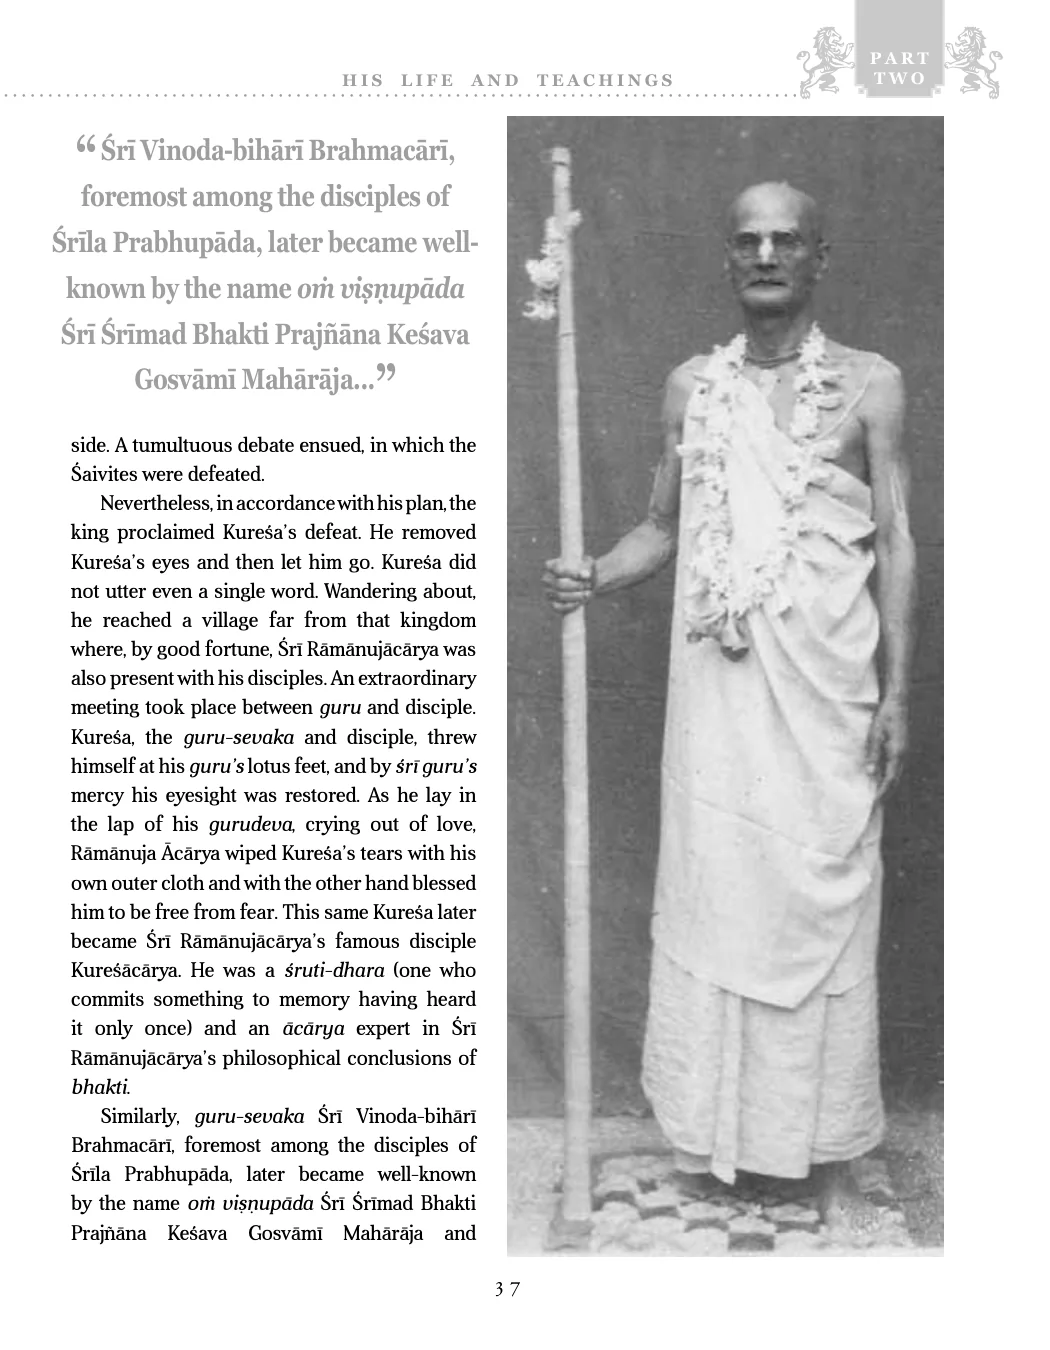 HIS LIFE AND TEACHINGS
PART
TWO
“Śrī Vinoda-bihārī Brahmacārī,
foremost among the disciples of
Śrīla Prabhupāda, later became well-
known by the name oṁ viṣṇupāda
Śrī Śrīmad Bhakti Prajñāna Keśava
Gosvāmī Mahārāja...”
side. A tumultuous debate ensued, in which the
Śaivites were defeated.
Nevertheless, in accordance with his plan, the
king proclaimed Kureśa’s defeat. He removed
Kureśa’s eyes and then let him go. Kureśa did
not utter even a single word. Wandering about,
he reached a village far from that kingdom
where, by good fortune, Śrī Rāmānujācārya was
also present with his disciples. An extraordinary
meeting took place between guru and disciple.
Kureśa, the guru-sevaka and disciple, threw
himself at his guru’s lotus feet, and by śrī guru’s
mercy his eyesight was restored. As he lay in
the lap of his gurudeva, crying out of love,
Rāmānuja Ācārya wiped Kureśa’s tears with his
own outer cloth and with the other hand blessed
him to be free from fear. This same Kureśa later
became Śrī Rāmānujācārya’s famous disciple
Kureśācārya. He was a śruti-dhara (one who
commits something to memory having heard
it only once) and an ācārya expert in Śrī
Rāmānujācārya’s philosophical conclusions of
bhakti.
Similarly, guru-sevaka Śrī Vinoda-bihārī
Brahmacārī, foremost among the disciples of
Śrīla Prabhupāda, later became well-known
by the name oṁ viṣṇupāda Śrī Śrīmad Bhakti
Prajñāna Keśava Gosvāmī Mahārāja and
37